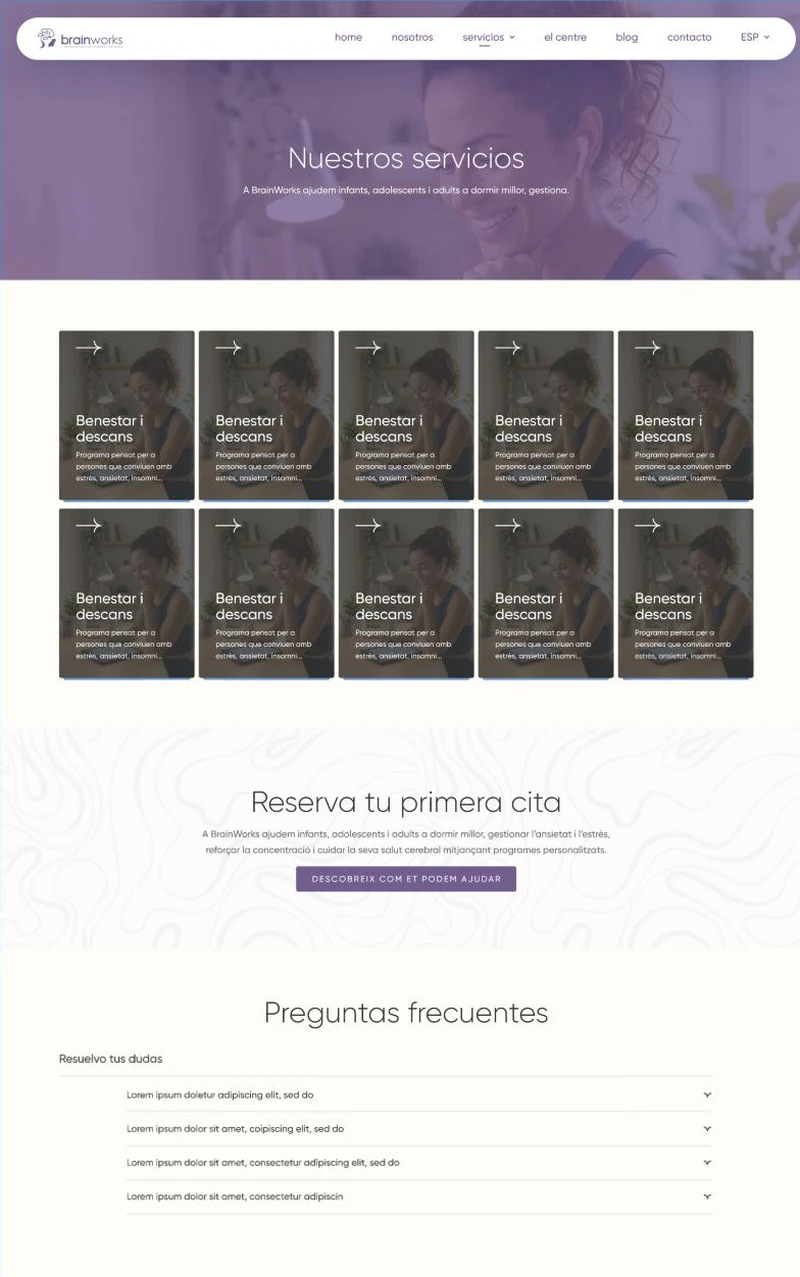 brainworks
home nosotros servicios el centre blog contacto ESP
Nuestros servicios
A BrainWorks ajudem infants, adolescents i adults a dormir millor, gestiona.
Benestar i
descans
Programa pensat per a
persones que conviuen amb
estrès, ansietat, insomni...
Benestar i
descans
Programa pensat per a
persones que conviuen amb
estrès, ansietat, insomni...
Benestar i
descans
Programa pensat per a
persones que conviuen amb
estrès, ansietat, insomni...
Benestar i
descans
Programa pensat per a
persones que conviuen amb
estrès, ansietat, insomni...
Benestar i
descans
Programa pensat per a
persones que conviuen amb
estrès, ansietat, insomni...
Benestar i
descans
Programa pensat per a
persones que conviuen amb
estrès, ansietat, insomni...
Benestar i
descans
Programa pensat per a
persones que conviuen amb
estrès, ansietat, insomni...
Benestar i
descans
Programa pensat per a
persones que conviuen amb
estrès, ansietat, insomni...
Benestar i
descans
Programa pensat per a
persones que conviuen amb
estrès, ansietat, insomni...
Benestar i
descans
Programa pensat per a
persones que conviuen amb
estrès, ansietat, insomni...
Reserva tu primera cita
A BrainWorks ajudem infants, adolescents i adults a dormir millor, gestionar l'ansietat i l'estrès,
reforçar la concentració i cuidar la seva salut cerebral mitjançant programes personalitzats.
DESCOBREIX COM ET PODEM AJUDAR
Preguntas frecuentes
Resuelvo tus dudas
Lorem ipsum doletur adipiscing elit, sed do
Lorem ipsum dolor sit amet, coipiscing elit, sed do
Lorem ipsum dolor sit amet, consectetur adipiscing elit, sed do
Lorem ipsum dolor sit amet, consectetur adipiscin